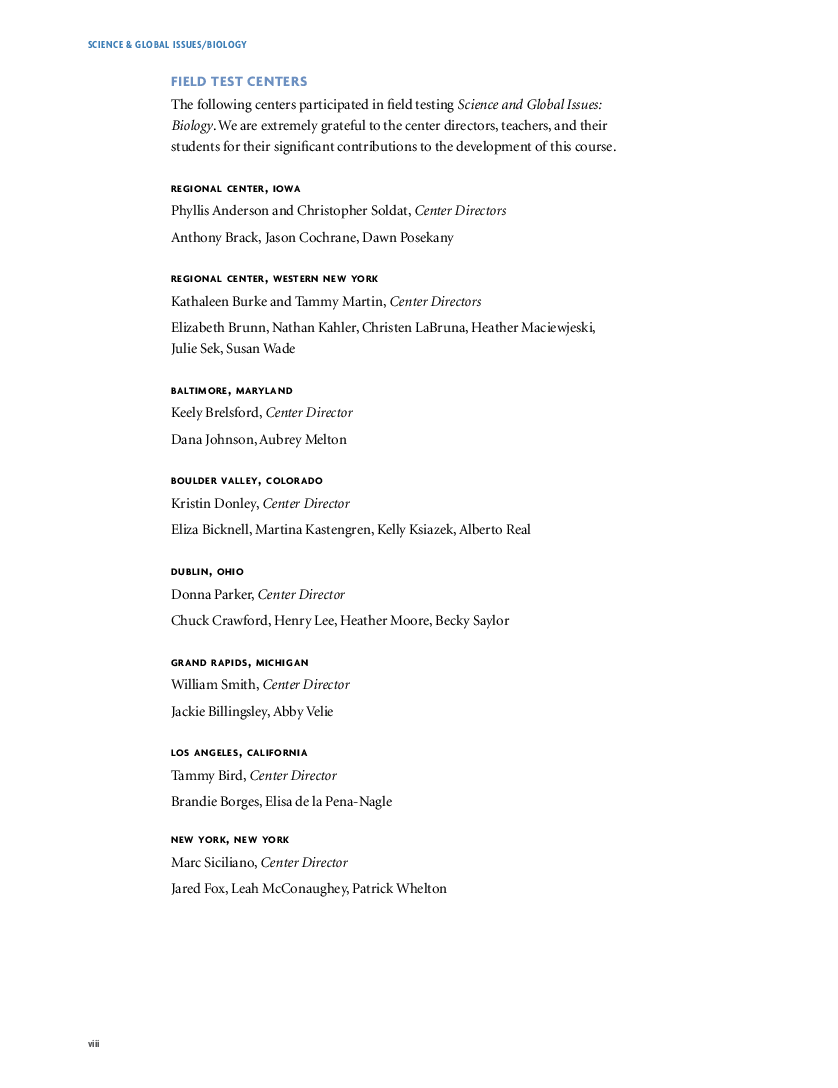 SCIENCE & GLOBAL ISSUES/BIOLOGY
FIELD TEST CENTERS
The following centers participated in field testing Science and Global Issues:
Biology. We are extremely grateful to the center directors, teachers, and their
students for their significant contributions to the development of this course.
REGIONAL CENTER, IOWA
Phyllis Anderson and Christopher Soldat, Center Directors
Anthony Brack, Jason Cochrane, Dawn Posekany
REGIONAL CENTER, WESTERN NEW YORK
Kathaleen Burke and Tammy Martin, Center Directors
Elizabeth Brunn, Nathan Kahler, Christen LaBruna, Heather Maciewjeski,
Julie Sek, Susan Wade
BALTIMORE, MARYLAND
Keely Brelsford, Center Director
Dana Johnson, Aubrey Melton
BOULDER VALLEY, COLORADO
Kristin Donley, Center Director
Eliza Bicknell, Martina Kastengren, Kelly Ksiazek, Alberto Real
DUBLIN, OHIO
Donna Parker, Center Director
Chuck Crawford, Henry Lee, Heather Moore, Becky Saylor
GRAND RAPIDS, MICHIGAN
William Smith, Center Director
Jackie Billingsley, Abby Velie
LOS ANGELES, CALIFORNIA
Tammy Bird, Center Director
Brandie Borges, Elisa de la Pena-Nagle
NEW YORK, NEW YORK
Marc Siciliano, Center Director
Jared Fox, Leah McConaughey, Patrick Whelton
viii